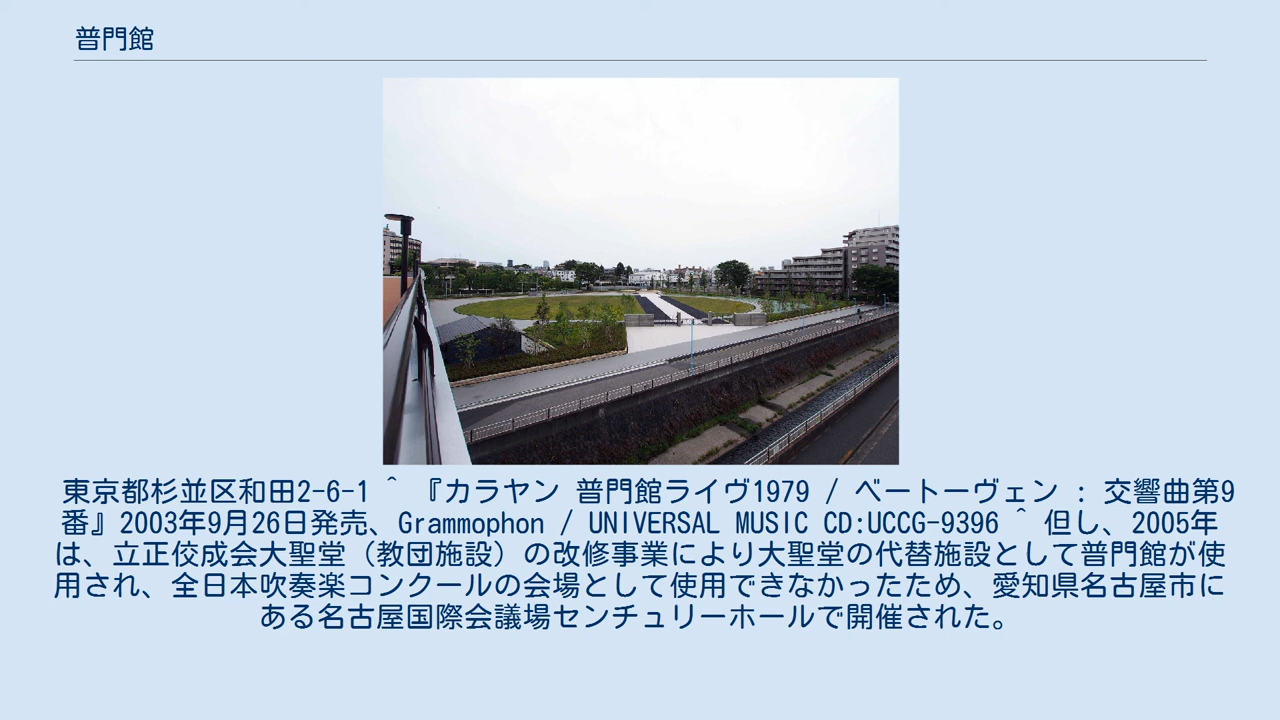 普門館
東京都杉並区和田2-6-1 ^ 『カラヤン 普門館ライヴ1979 / ベートーヴェン : 交響曲第9
番』2003年9月26日発売、Grammophon / UNIVERSAL MUSIC CD:UCCG-9396 ^ 但し、2005年
は、立正佼成会大聖堂（教団施設）の改修事業により大聖堂の代替施設として普門館が使
用され、全日本吹奏楽コンクールの会場として使用できなかったため、愛知県名古屋市に
ある名古屋国際会議場センチュリーホールで開催された。